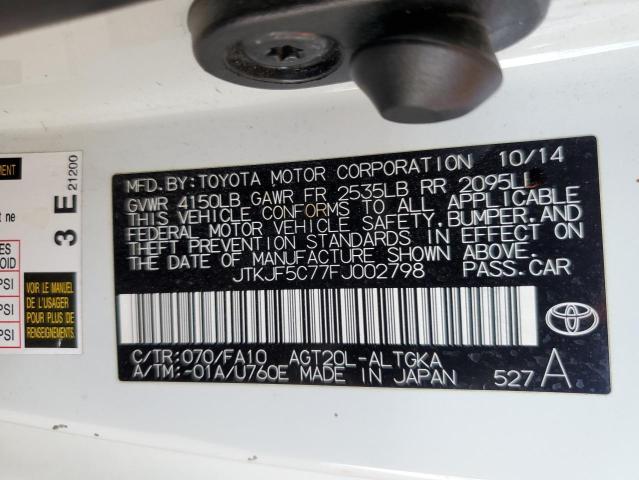 MFD.BY:TOYOTA MOTOR CORPORATION 10/14
GVWR 4150LB GAWR FR 2535LB RR 2095LB
THIS VEHICLE CONFORMS TO ALL APPLICABLE
FEDERAL MOTOR VEHICLE SAFETY,BUMPER,AND
THEFT PREVENTION STANDARDS IN EFFECT ON
THE DATE OF MANUFACTURE SHOWN ABOVE.
JTKJF5C77FJ002798 PASS.CAR
C/TR:070/FA10 AGT20L-ALTGKA
A/TM:-01A/U760E MADE IN JAPAN 527A
3 E 21200
ne
PSI
PSI
PSI
VOIR LE MANUEL
DE L'USAGER
POUR PLUS DE
RENSEIGNEMENTS.